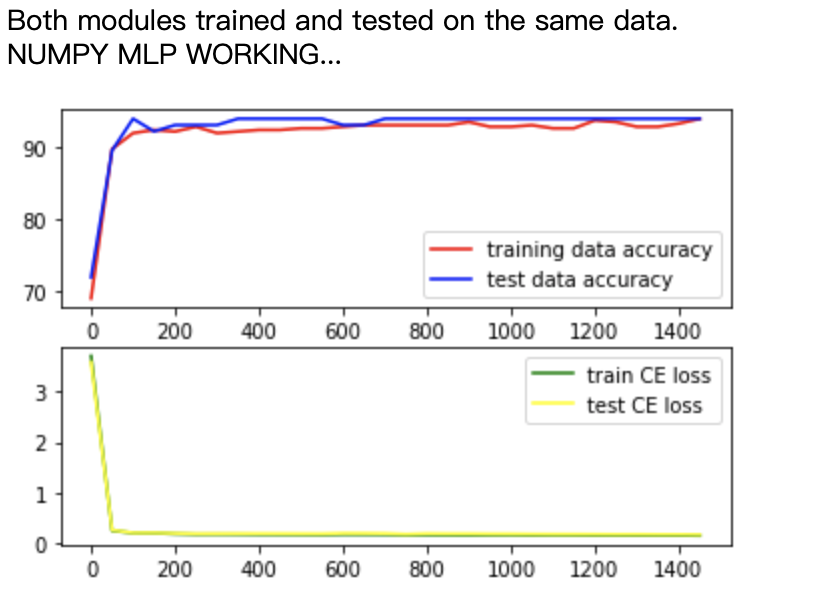 Both modules trained and tested on the same data.
NUMPY MLP WORKING...
90
80
70
training data accuracy
test data accuracy
0 200 400 600 800 1000 1200 1400
3
2
1
0
train CE loss
test CE loss
0 200 400 600 800 1000 1200 1400